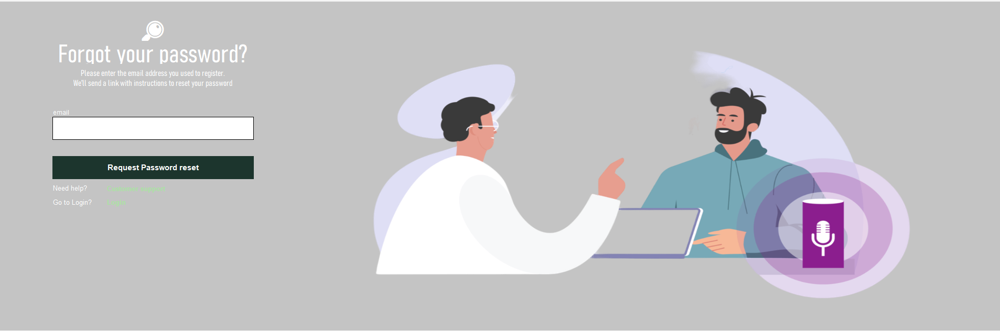 Forgot your password?
Please enter the email address you used to register.
We'll send a link with instructions to reset your password
email
Request Password reset
Need help? Customor support
Go to Login? Login